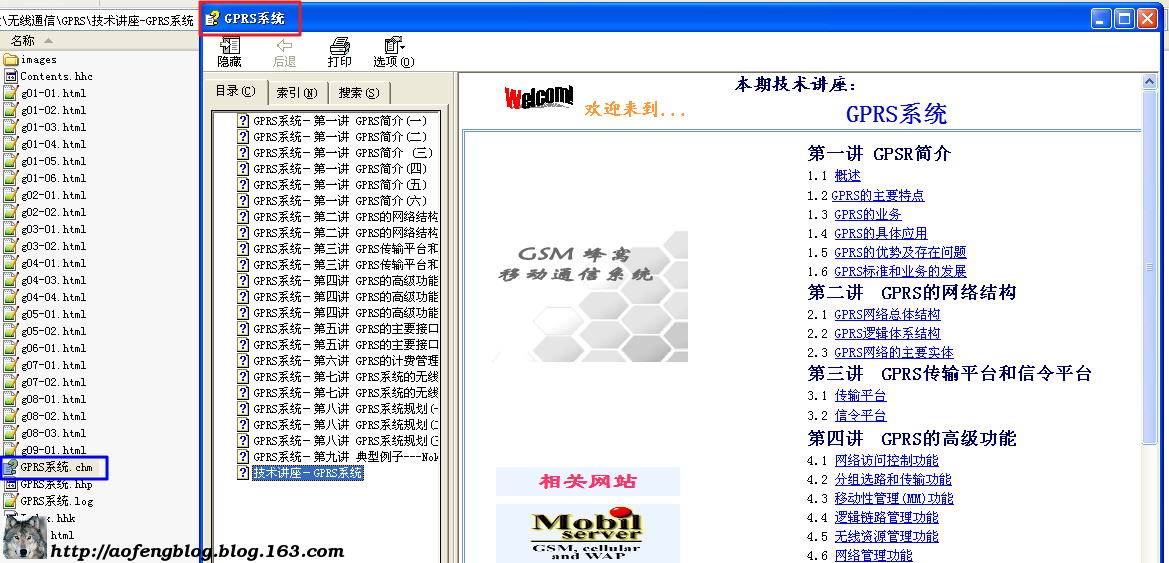 \无线通信\GPRS\技术讲座-GPRS系统
名称
images
Contents.hhc
g01-01.html
g01-02.html
g01-03.html
g01-04.html
g01-05.html
g01-06.html
g02-01.html
g02-02.html
g03-01.html
g03-02.html
g04-01.html
g04-03.html
g04-04.html
g05-01.html
g05-02.html
g06-01.html
g07-01.html
g07-02.html
g08-01.html
g08-02.html
g08-03.html
g09-01.html
GPRS系统.chm
GPRS系统.hhp
GPRS系统.log
.hhk
html
http://aofengblog.blog.163.com
GPRS系统
隐藏
后退
打印
选项(O)
目录(C)
索引(N)
搜索(S)
GPRS系统－第一讲 GPRS简介(一)
GPRS系统－第一讲 GPRS简介(二)
GPRS系统－第一讲 GPRS简介 (三)
GPRS系统－第一讲 GPRS简介(四)
GPRS系统－第一讲 GPRS简介(五)
GPRS系统－第一讲 GPRS简介(六)
GPRS系统－第二讲 GPRS的网络结构
GPRS系统－第二讲 GPRS的网络结构
GPRS系统－第三讲 GPRS传输平台和
GPRS系统－第三讲 GPRS传输平台和
GPRS系统－第四讲 GPRS的高级功能
GPRS系统－第四讲 GPRS的高级功能
GPRS系统－第四讲 GPRS的高级功能
GPRS系统－第五讲 GPRS的主要接口
GPRS系统－第五讲 GPRS的主要接口
GPRS系统－第六讲 GPRS的计费管理
GPRS系统－第七讲 GPRS系统的无线
GPRS系统－第七讲 GPRS系统的无线
GPRS系统－第八讲 GPRS系统规划(
GPRS系统－第八讲 GPRS系统规划(
GPRS系统－第八讲 GPRS系统规划(
GPRS系统－第九讲 典型例子---Nok
技术讲座－GPRS系统
Welcom!
欢迎来到...
本期技术讲座：
GPRS系统
GSM 蜂窝
移动通信系统
相关网站
Mobil
server
GSM, cellular
and WAP
第一讲 GPSR简介
1.1 概述
1.2 GPRS的主要特点
1.3 GPRS的业务
1.4 GPRS的具体应用
1.5 GPRS的优势及存在问题
1.6 GPRS标准和业务的发展
第二讲 GPRS的网络结构
2.1 GPRS网络总体结构
2.2 GPRS逻辑体系结构
2.3 GPRS网络的主要实体
第三讲 GPRS传输平台和信令平台
3.1 传输平台
3.2 信令平台
第四讲 GPRS的高级功能
4.1 网络访问控制功能
4.2 分组选路和传输功能
4.3 移动性管理(MM)功能
4.4 逻辑链路管理功能
4.5 无线资源管理功能
4.6 网络管理功能